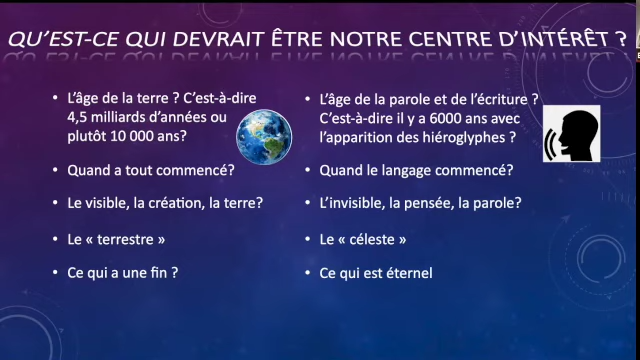 QU’EST-CE QUI DEVRAIT ÊTRE NOTRE CENTRE D’INTÉRÊT ?
• L’âge de la terre ? C’est-à-dire
4,5 milliards d’années ou
plutôt 10 000 ans?
• Quand a tout commencé?
• Le visible, la création, la terre?
• Le « terrestre »
• Ce qui a une fin ?
• L’âge de la parole et de l’écriture ?
C’est-à-dire il y a 6000 ans avec
l’apparition des hiéroglyphes ?
• Quand le langage commencé?
• L’invisible, la pensée, la parole?
• Le « céleste »
• Ce qui est éternel